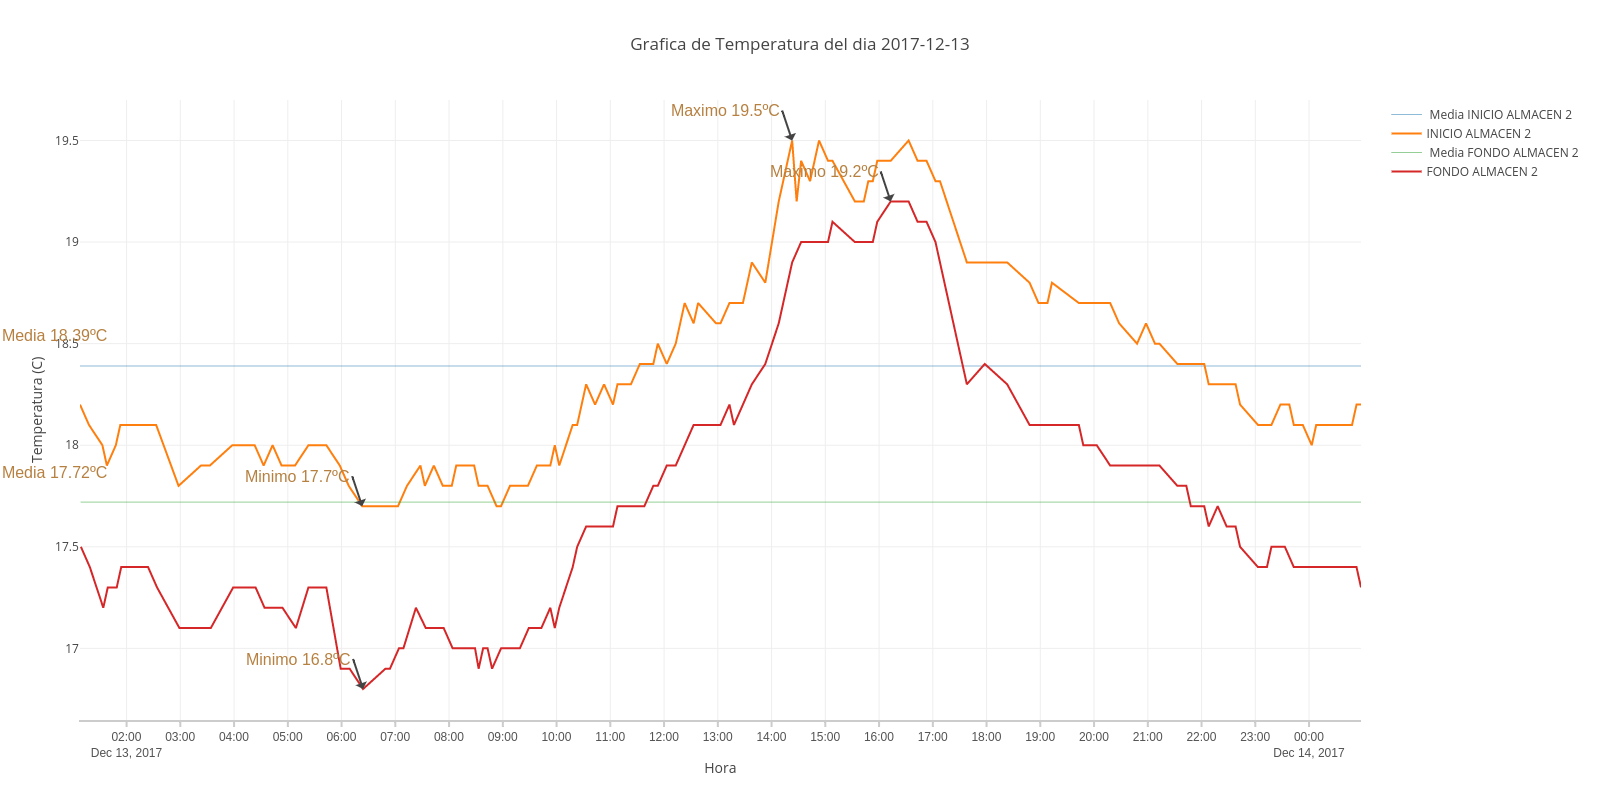 Grafica de Temperatura del dia 2017-12-13
Media INICIO ALMACEN 2
INICIO ALMACEN 2
Media FONDO ALMACEN 2
FONDO ALMACEN 2
Maximo 19.5ºC
Maximo 19.2ºC
Media 18.39ºC
Media 17.72ºC
Minimo 17.7ºC
Minimo 16.8ºC
Temperatura (C)
19.5
19
18.5
18
17.5
17
02:00 03:00 04:00 05:00 06:00 07:00 08:00 09:00 10:00 11:00 12:00 13:00 14:00 15:00 16:00 17:00 18:00 19:00 20:00 21:00 22:00 23:00 00:00
Dec 13, 2017 Dec 14, 2017
Hora